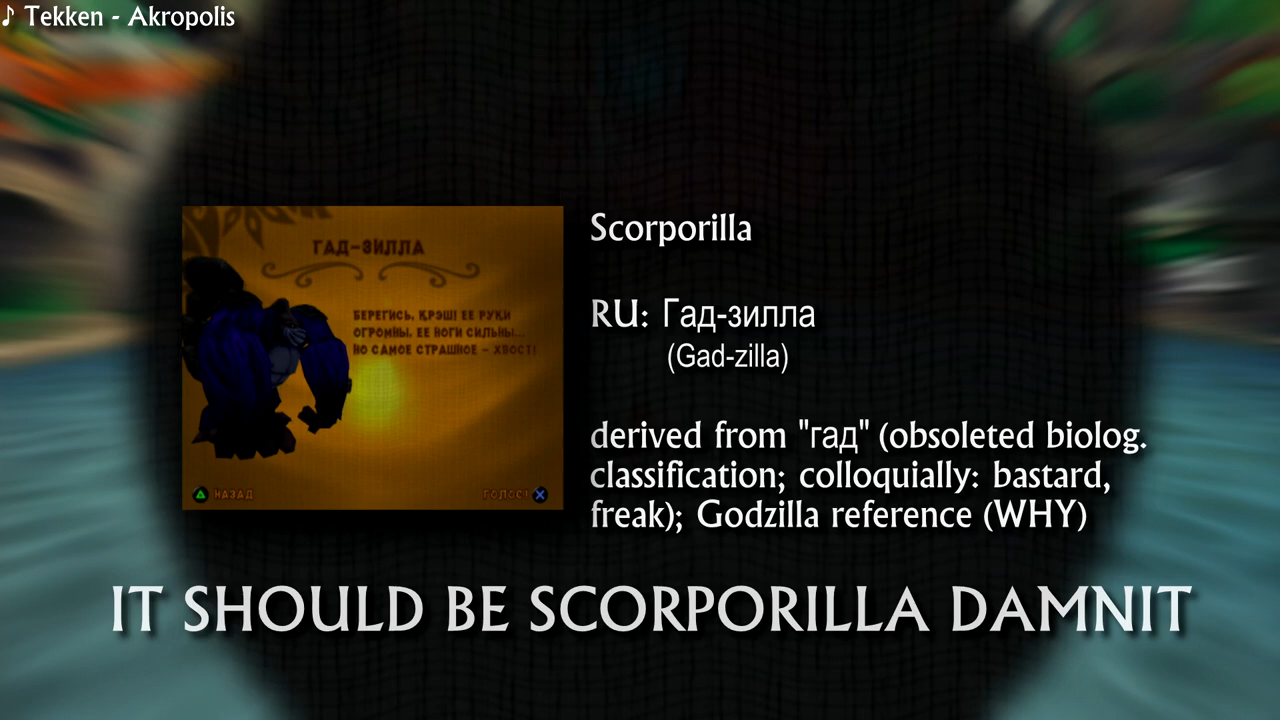 ♪ Tekken - Akropolis
ГАД-ЗИЛЛА
БЕРЕГИСЬ, КРЭШ! ЕЕ РУКИ
ОГРОМНЫ, ЕЕ НОГИ СИЛЬНЫ...
НО САМОЕ СТРАШНОЕ - ХВОСТ!
НАЗАД
ГОЛОС!
Scorporilla
RU: Гад-зилла
(Gad-zilla)
derived from "гад" (obsoleted biolog.
classification; colloquially: bastard,
freak); Godzilla reference (WHY)
IT SHOULD BE SCORPORILLA DAMNIT